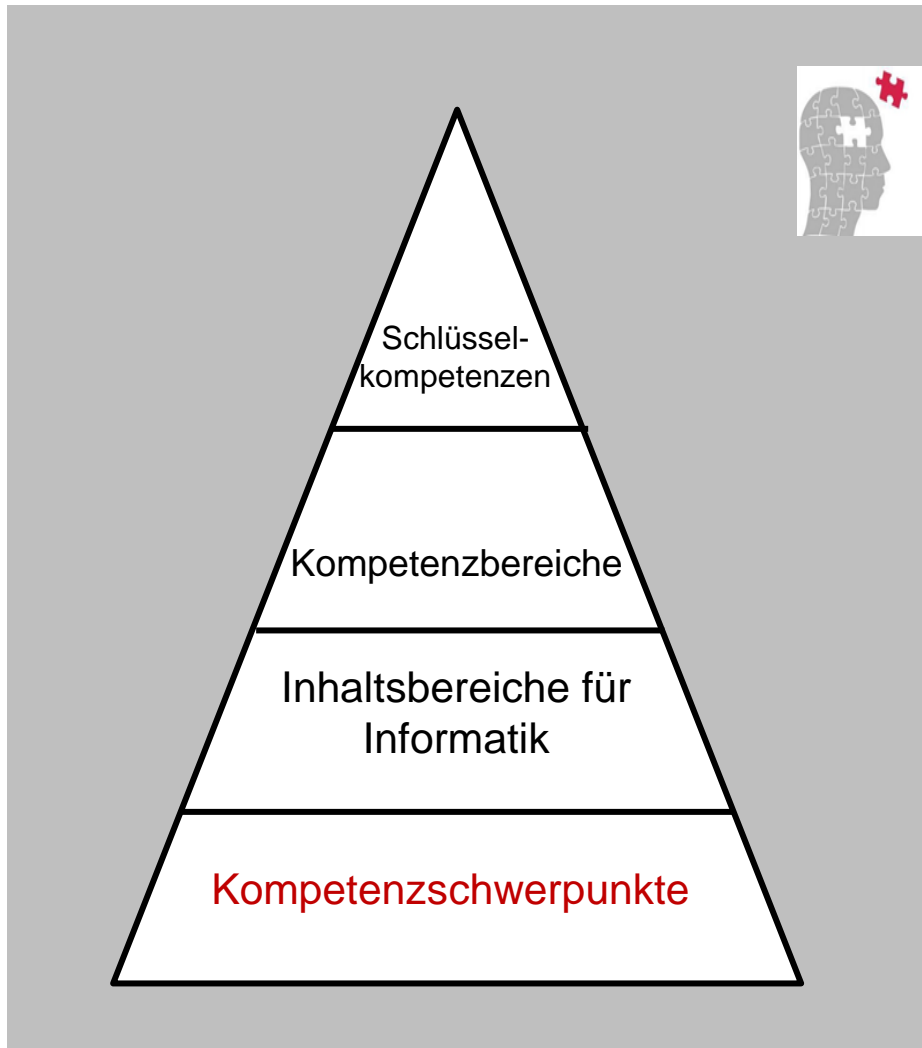 Schlüssel-
kompetenzen
Kompetenzbereiche
Inhaltsbereiche für
Informatik
Kompetenzschwerpunkte